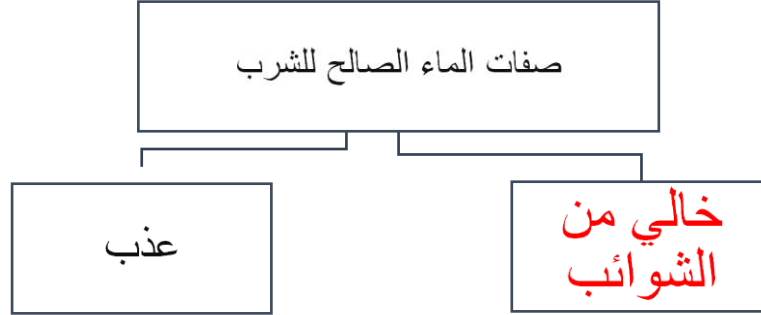 صفات الماء الصالح للشرب
خالي من
الشوائب
عذب